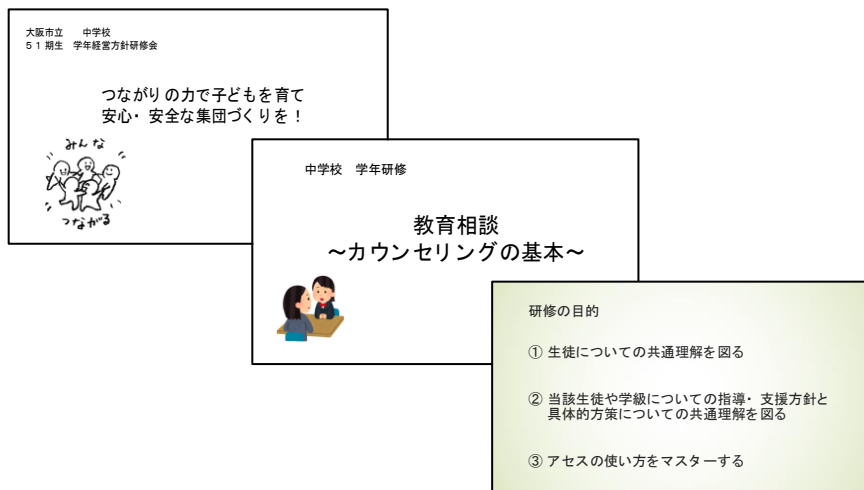 大阪市立　　中学校
５１期生　学年経営方針研修会
つながりの力で子どもを育て
安心・安全な集団づくりを！
みんな
つながる
中学校　学年研修
教育相談
～カウンセリングの基本～
研修の目的
① 生徒についての共通理解を図る
② 当該生徒や学級についての指導・支援方針と
具体的方策についての共通理解を図る
③ アセスの使い方をマスターする